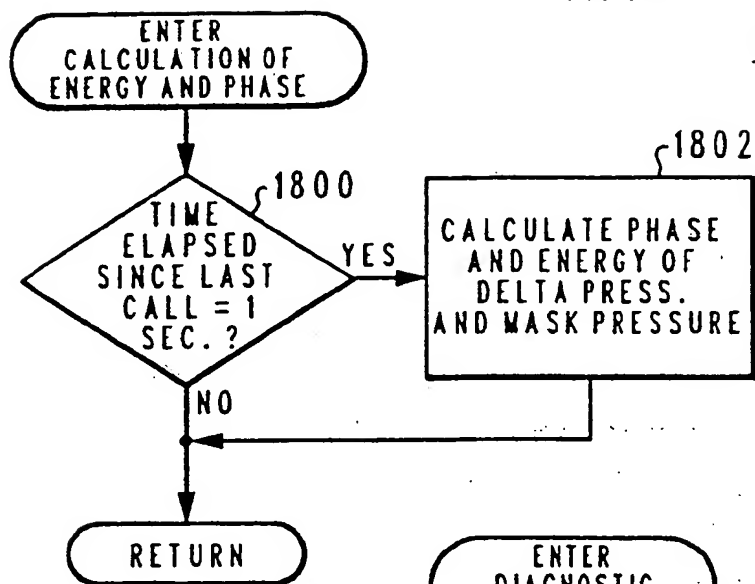 ENTER
CALCULATION OF
ENERGY AND PHASE
1800
TIME
ELAPSED
SINCE LAST
CALL = 1
SEC. ?
YES
1802
CALCULATE PHASE
AND ENERGY OF
DELTA PRESS.
AND MASK PRESSURE
NO
RETURN
ENTER
DIAGNOSTIC